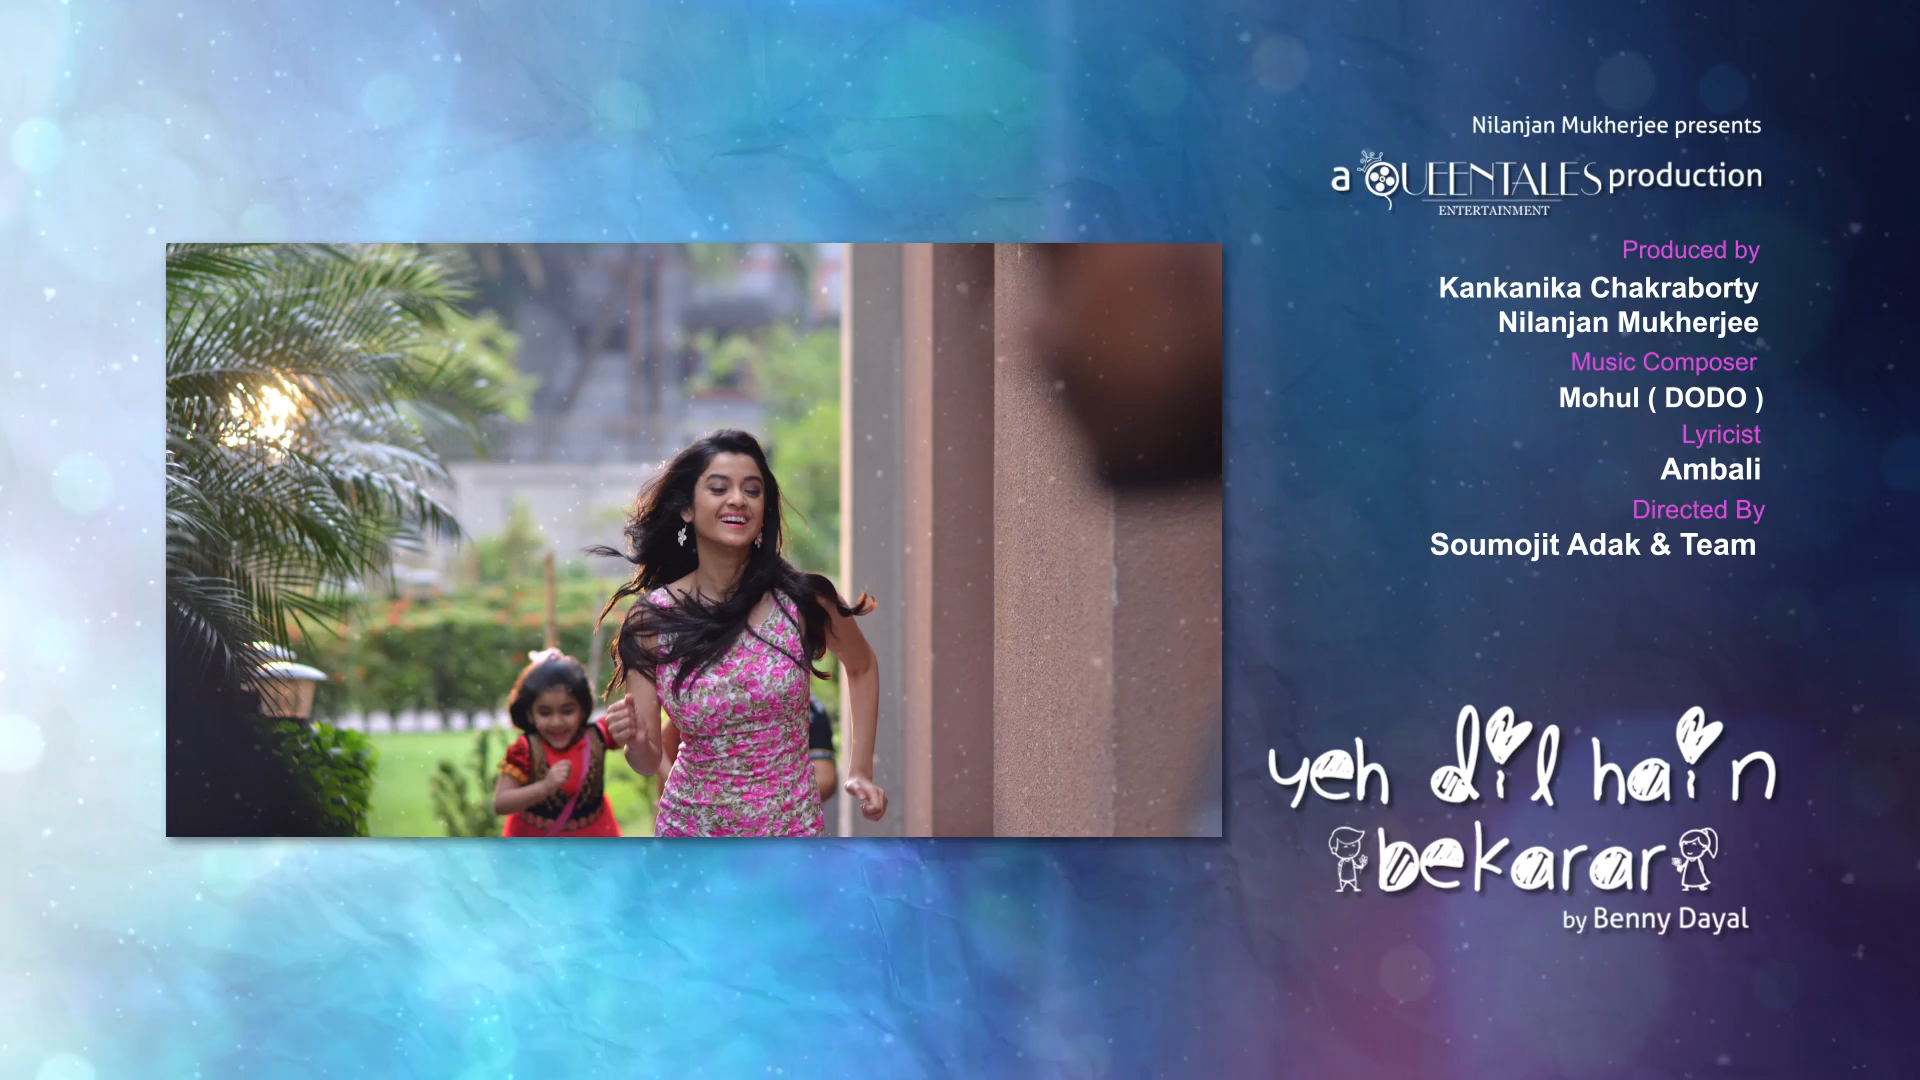 Nilanjan Mukherjee presents
a QUEENTALES production
ENTERTAINMENT
Produced by
Kankanika Chakraborty
Nilanjan Mukherjee
Music Composer
Mohul ( DODO )
Lyricist
Ambali
Directed By
Soumojit Adak & Team
yeh dil hain
bekarar
by Benny Dayal